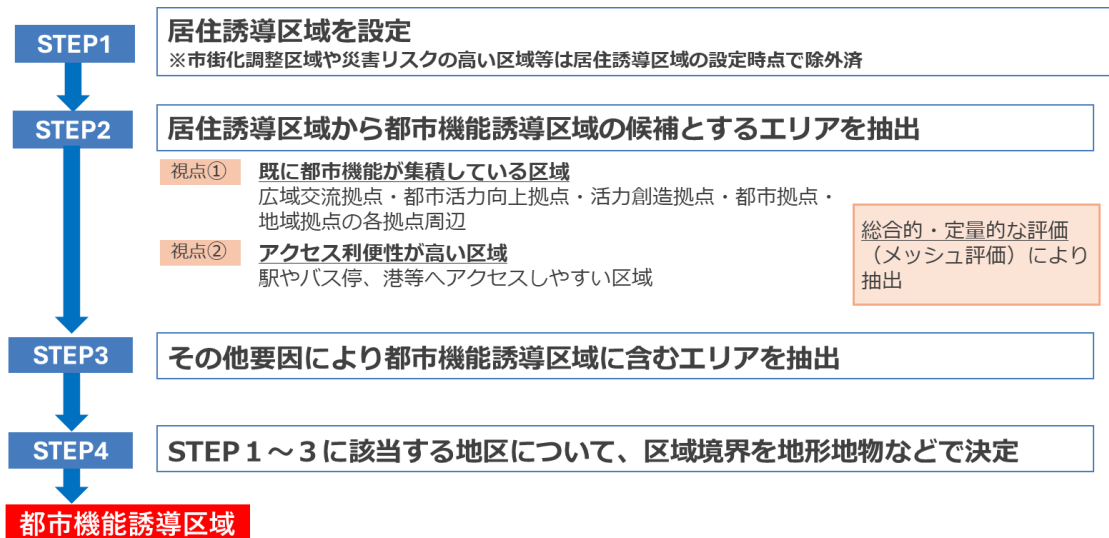 STEP1
居住誘導区域を設定
※市街化調整区域や災害リスクの高い区域等は居住誘導区域の設定時点で除外済
STEP2
居住誘導区域から都市機能誘導区域の候補とするエリアを抽出
視点①
既に都市機能が集積している区域
広域交流拠点・都市活力向上拠点・活力創造拠点・都市拠点・
地域拠点の各拠点周辺
視点②
アクセス利便性が高い区域
駅やバス停、港等へアクセスしやすい区域
総合的・定量的な評価
（メッシュ評価）により
抽出
STEP3
その他要因により都市機能誘導区域に含むエリアを抽出
STEP4
STEP１～３に該当する地区について、区域境界を地形地物などで決定
都市機能誘導区域